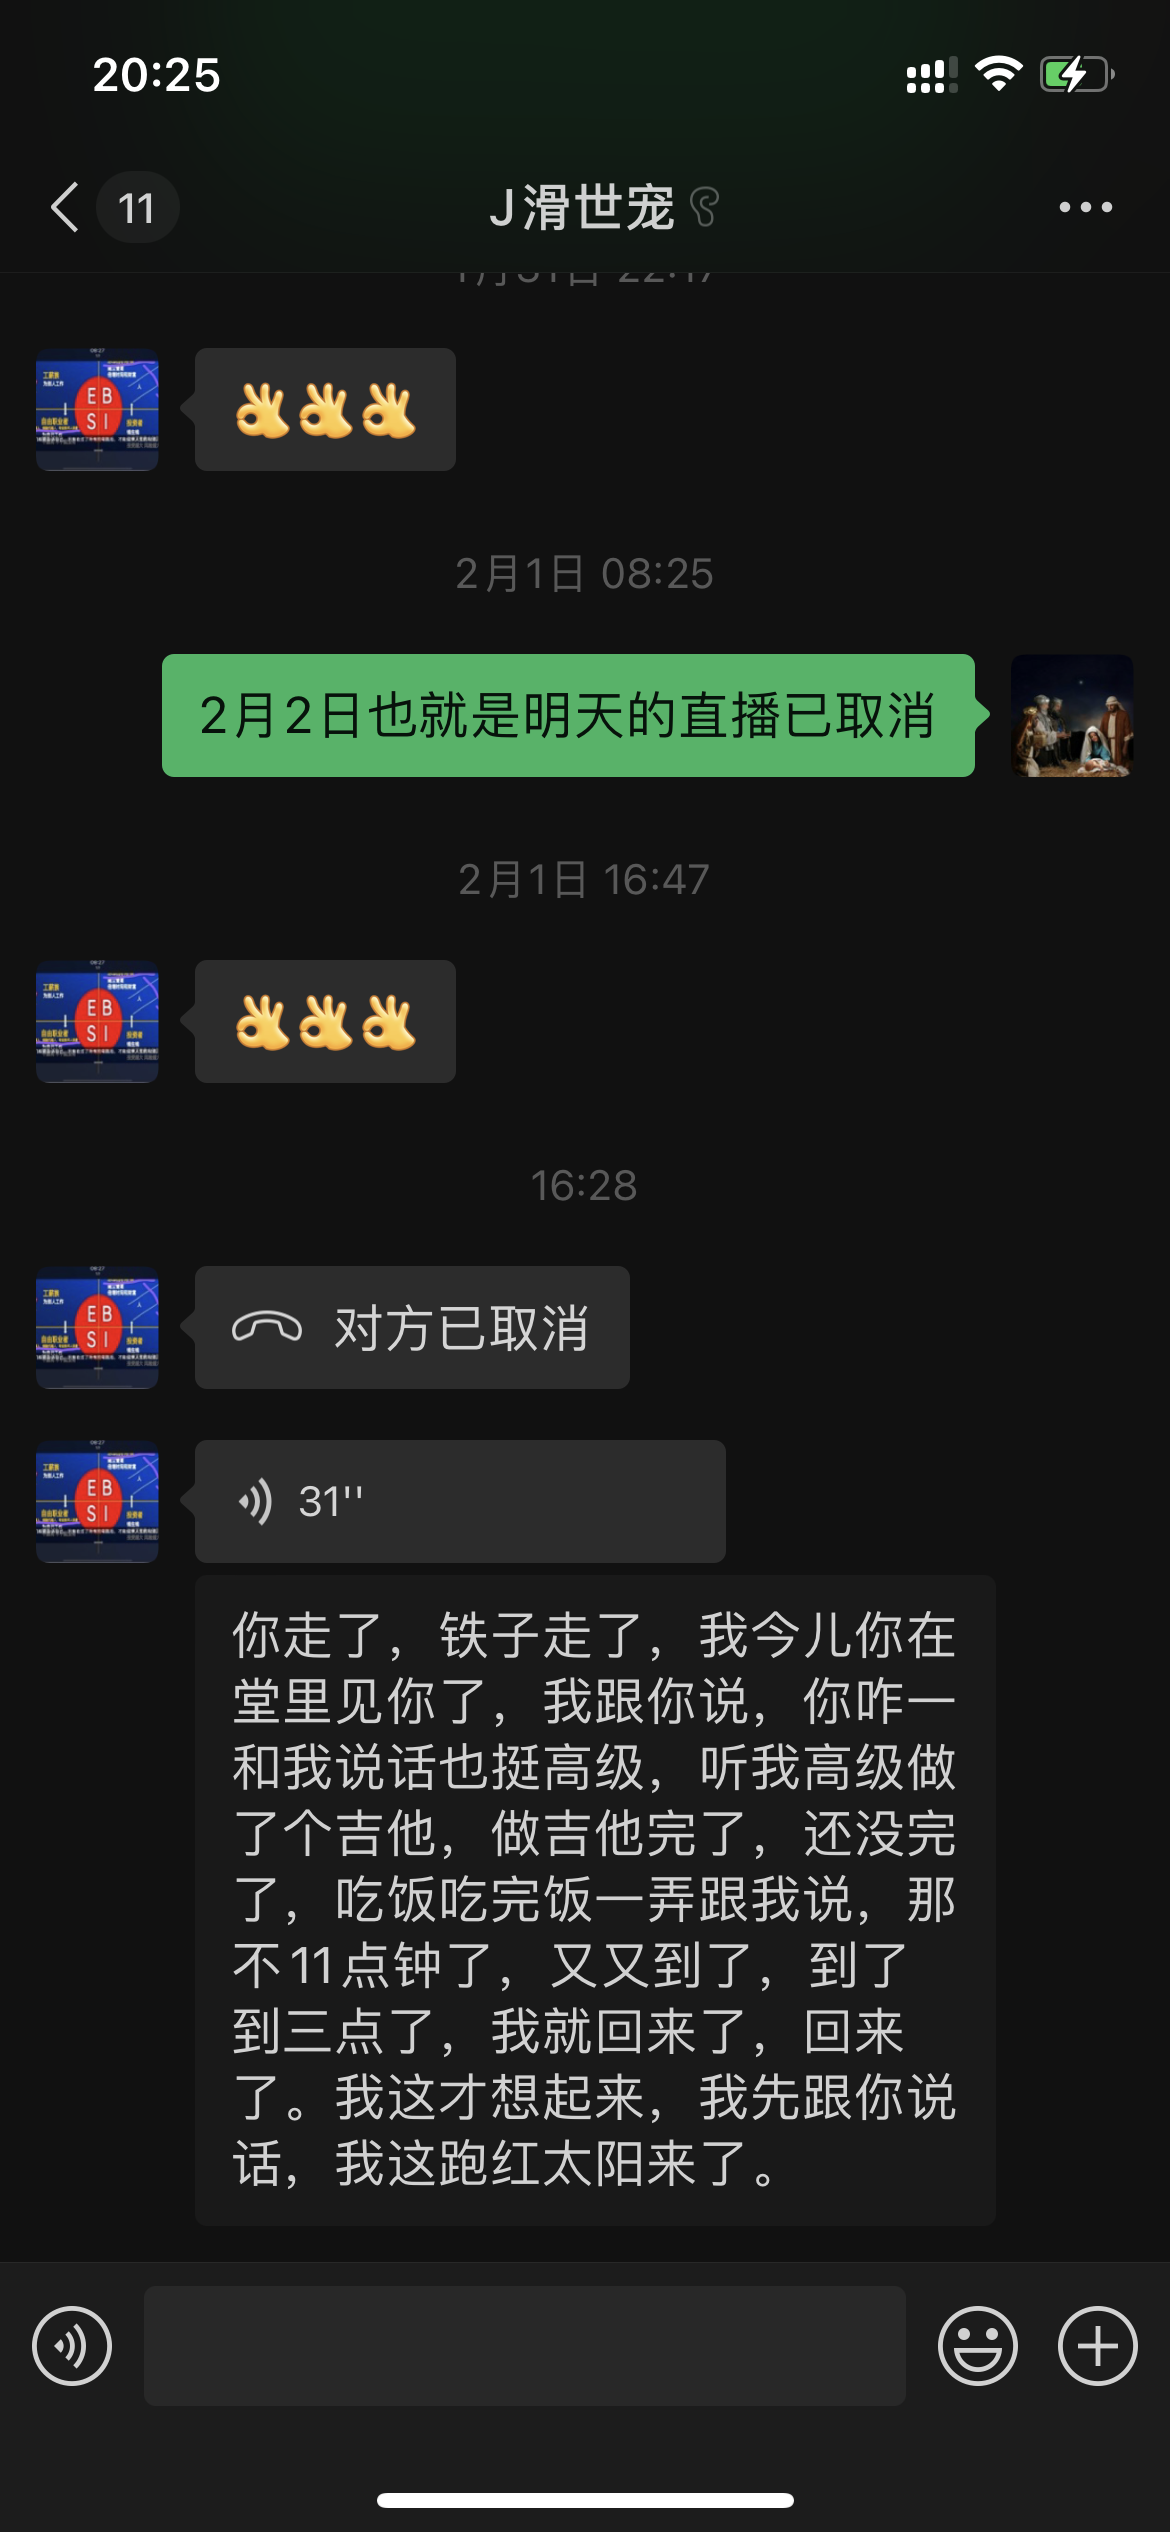 20:25
11
J滑世宠
2月1日 08:25
2月2日也就是明天的直播已取消
2月1日 16:47
16:28
对方已取消
31''
你走了，铁子走了，我今儿你在
堂里见你了，我跟你说，你咋一
和我说话也挺高级，听我高级做
了个吉他，做吉他完了，还没完
了，吃饭吃完饭一弄跟我说，那
不11点钟了，又又到了，到了
到三点了，我就回来了，回来
了。我这才想起来，我先跟你说
话，我这跑红太阳来了。